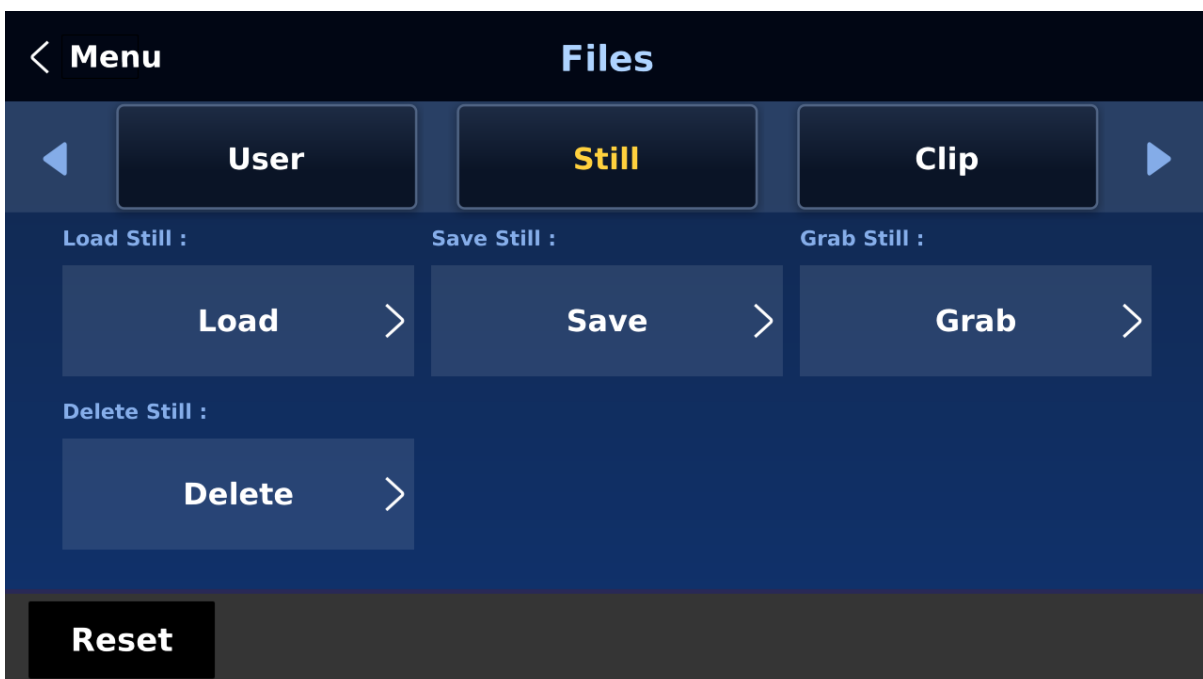 Menu
Files
User
Still
Clip
Load Still :
Save Still :
Grab Still :
Load
Save
Grab
Delete Still :
Delete
Reset